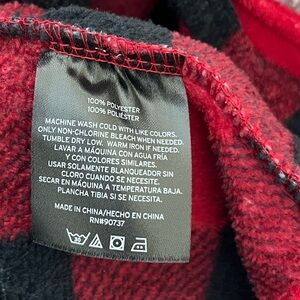 100% POLYESTER
100% POLIÉSTER
MACHINE WASH COLD WITH LIKE COLORS.
ONLY NON-CHLORINE BLEACH WHEN NEEDED.
TUMBLE DRY LOW. WARM IRON IF NEEDED.
LAVAR A MÁQUINA CON AGUA FRÍA
Y CON COLORES SIMILARES.
USAR SOLAMENTE BLANQUEADOR SIN
CLORO CUANDO SE NECESITE.
SECAR EN MÁQUINA A TEMPERATURA BAJA.
PLANCHA TIBIA SI SE NECESITA.
MADE IN CHINA/HECHO EN CHINA
RN#90737